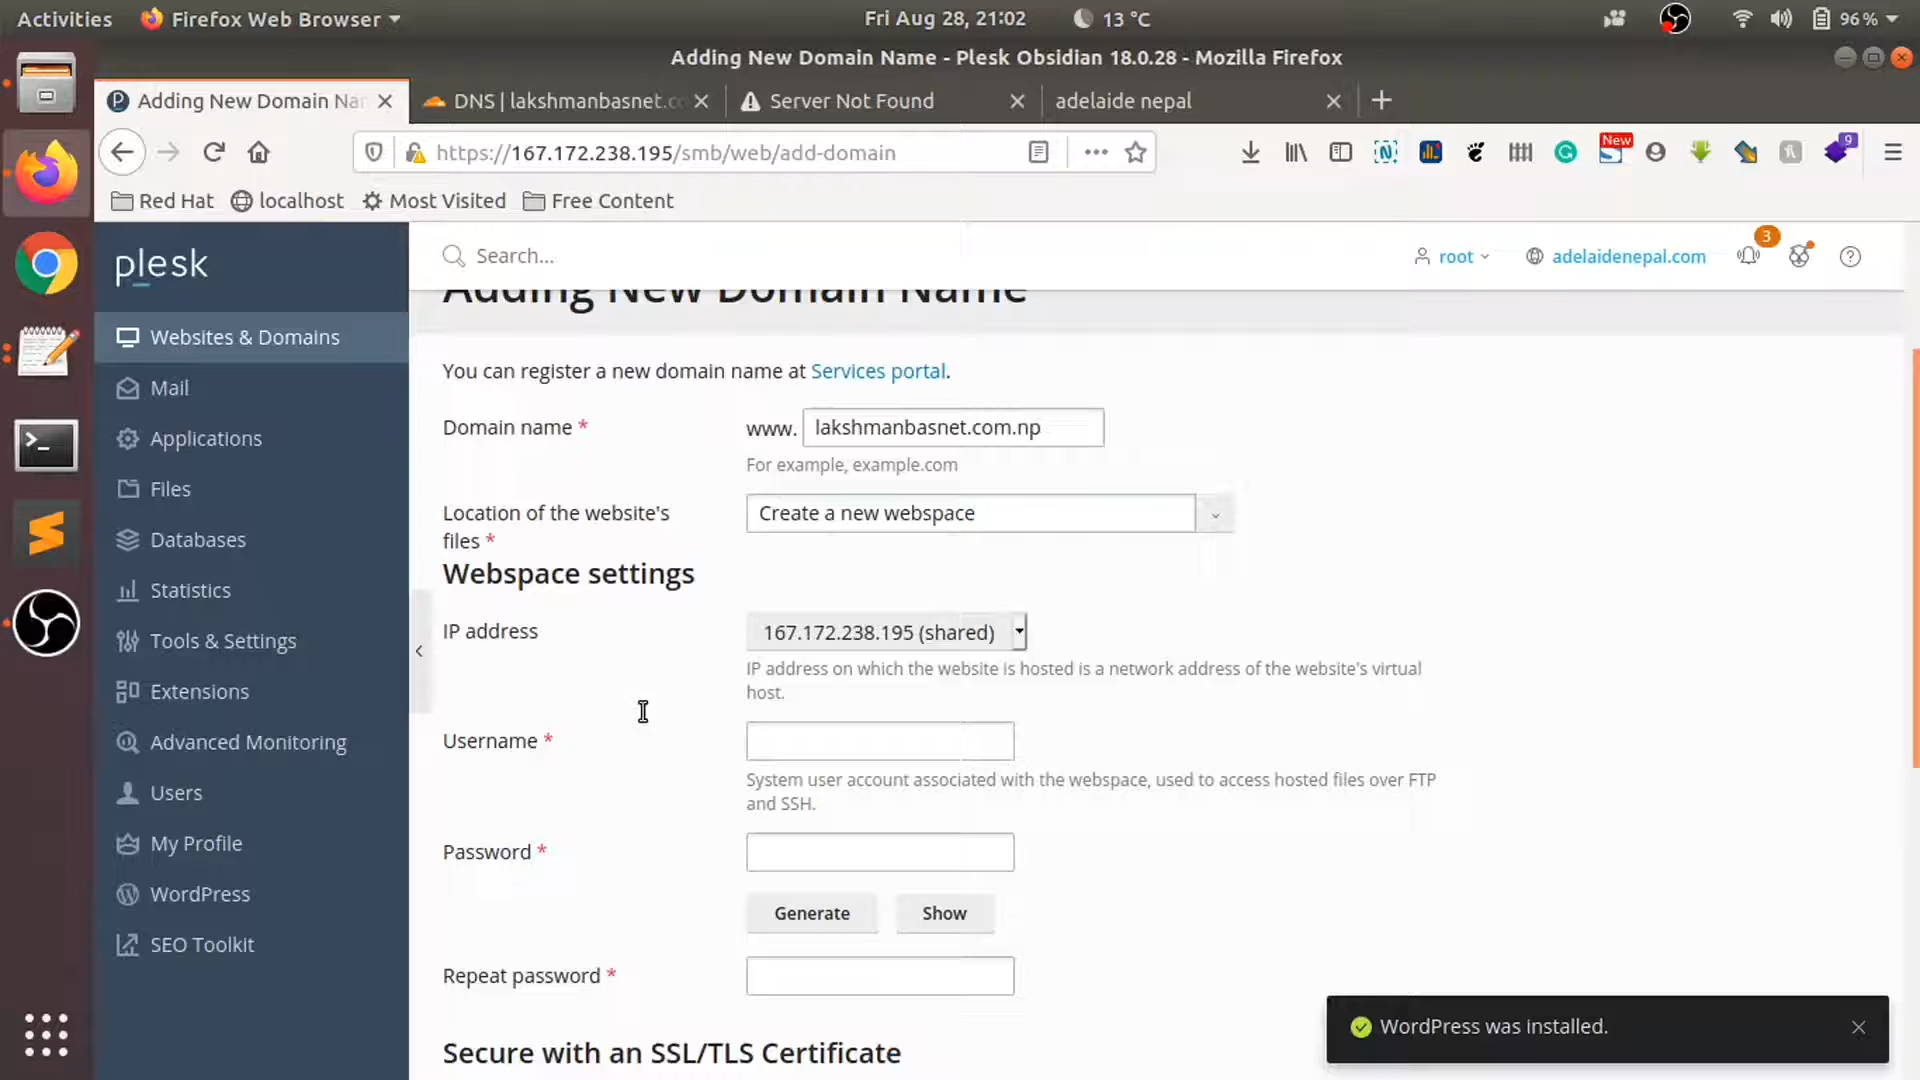 Activities
Firefox Web Browser
Fri Aug 28, 21:02
13 °C
96 %
Adding New Domain Name - Plesk Obsidian 18.0.28 - Mozilla Firefox
Adding New Domain Na
DNS | lakshmanbasnet.c
Server Not Found
adelaide nepal
https://167.172.238.195/smb/web/add-domain
New
9
Red Hat
localhost
Most Visited
Free Content
plesk
Search...
root
adelaidenepal.com
3
Websites & Domains
Mail
Applications
Files
Databases
Statistics
Tools & Settings
Extensions
Advanced Monitoring
Users
My Profile
WordPress
SEO Toolkit
Adding New Domain Name
You can register a new domain name at Services portal.
Domain name *
www.
lakshmanbasnet.com.np
For example, example.com
Location of the website's
files *
Create a new webspace
Webspace settings
IP address
167.172.238.195 (shared)
IP address on which the website is hosted is a network address of the website's virtual
host.
Username *
System user account associated with the webspace, used to access hosted files over FTP
and SSH.
Password *
Generate
Show
Repeat password *
Secure with an SSL/TLS Certificate
WordPress was installed.